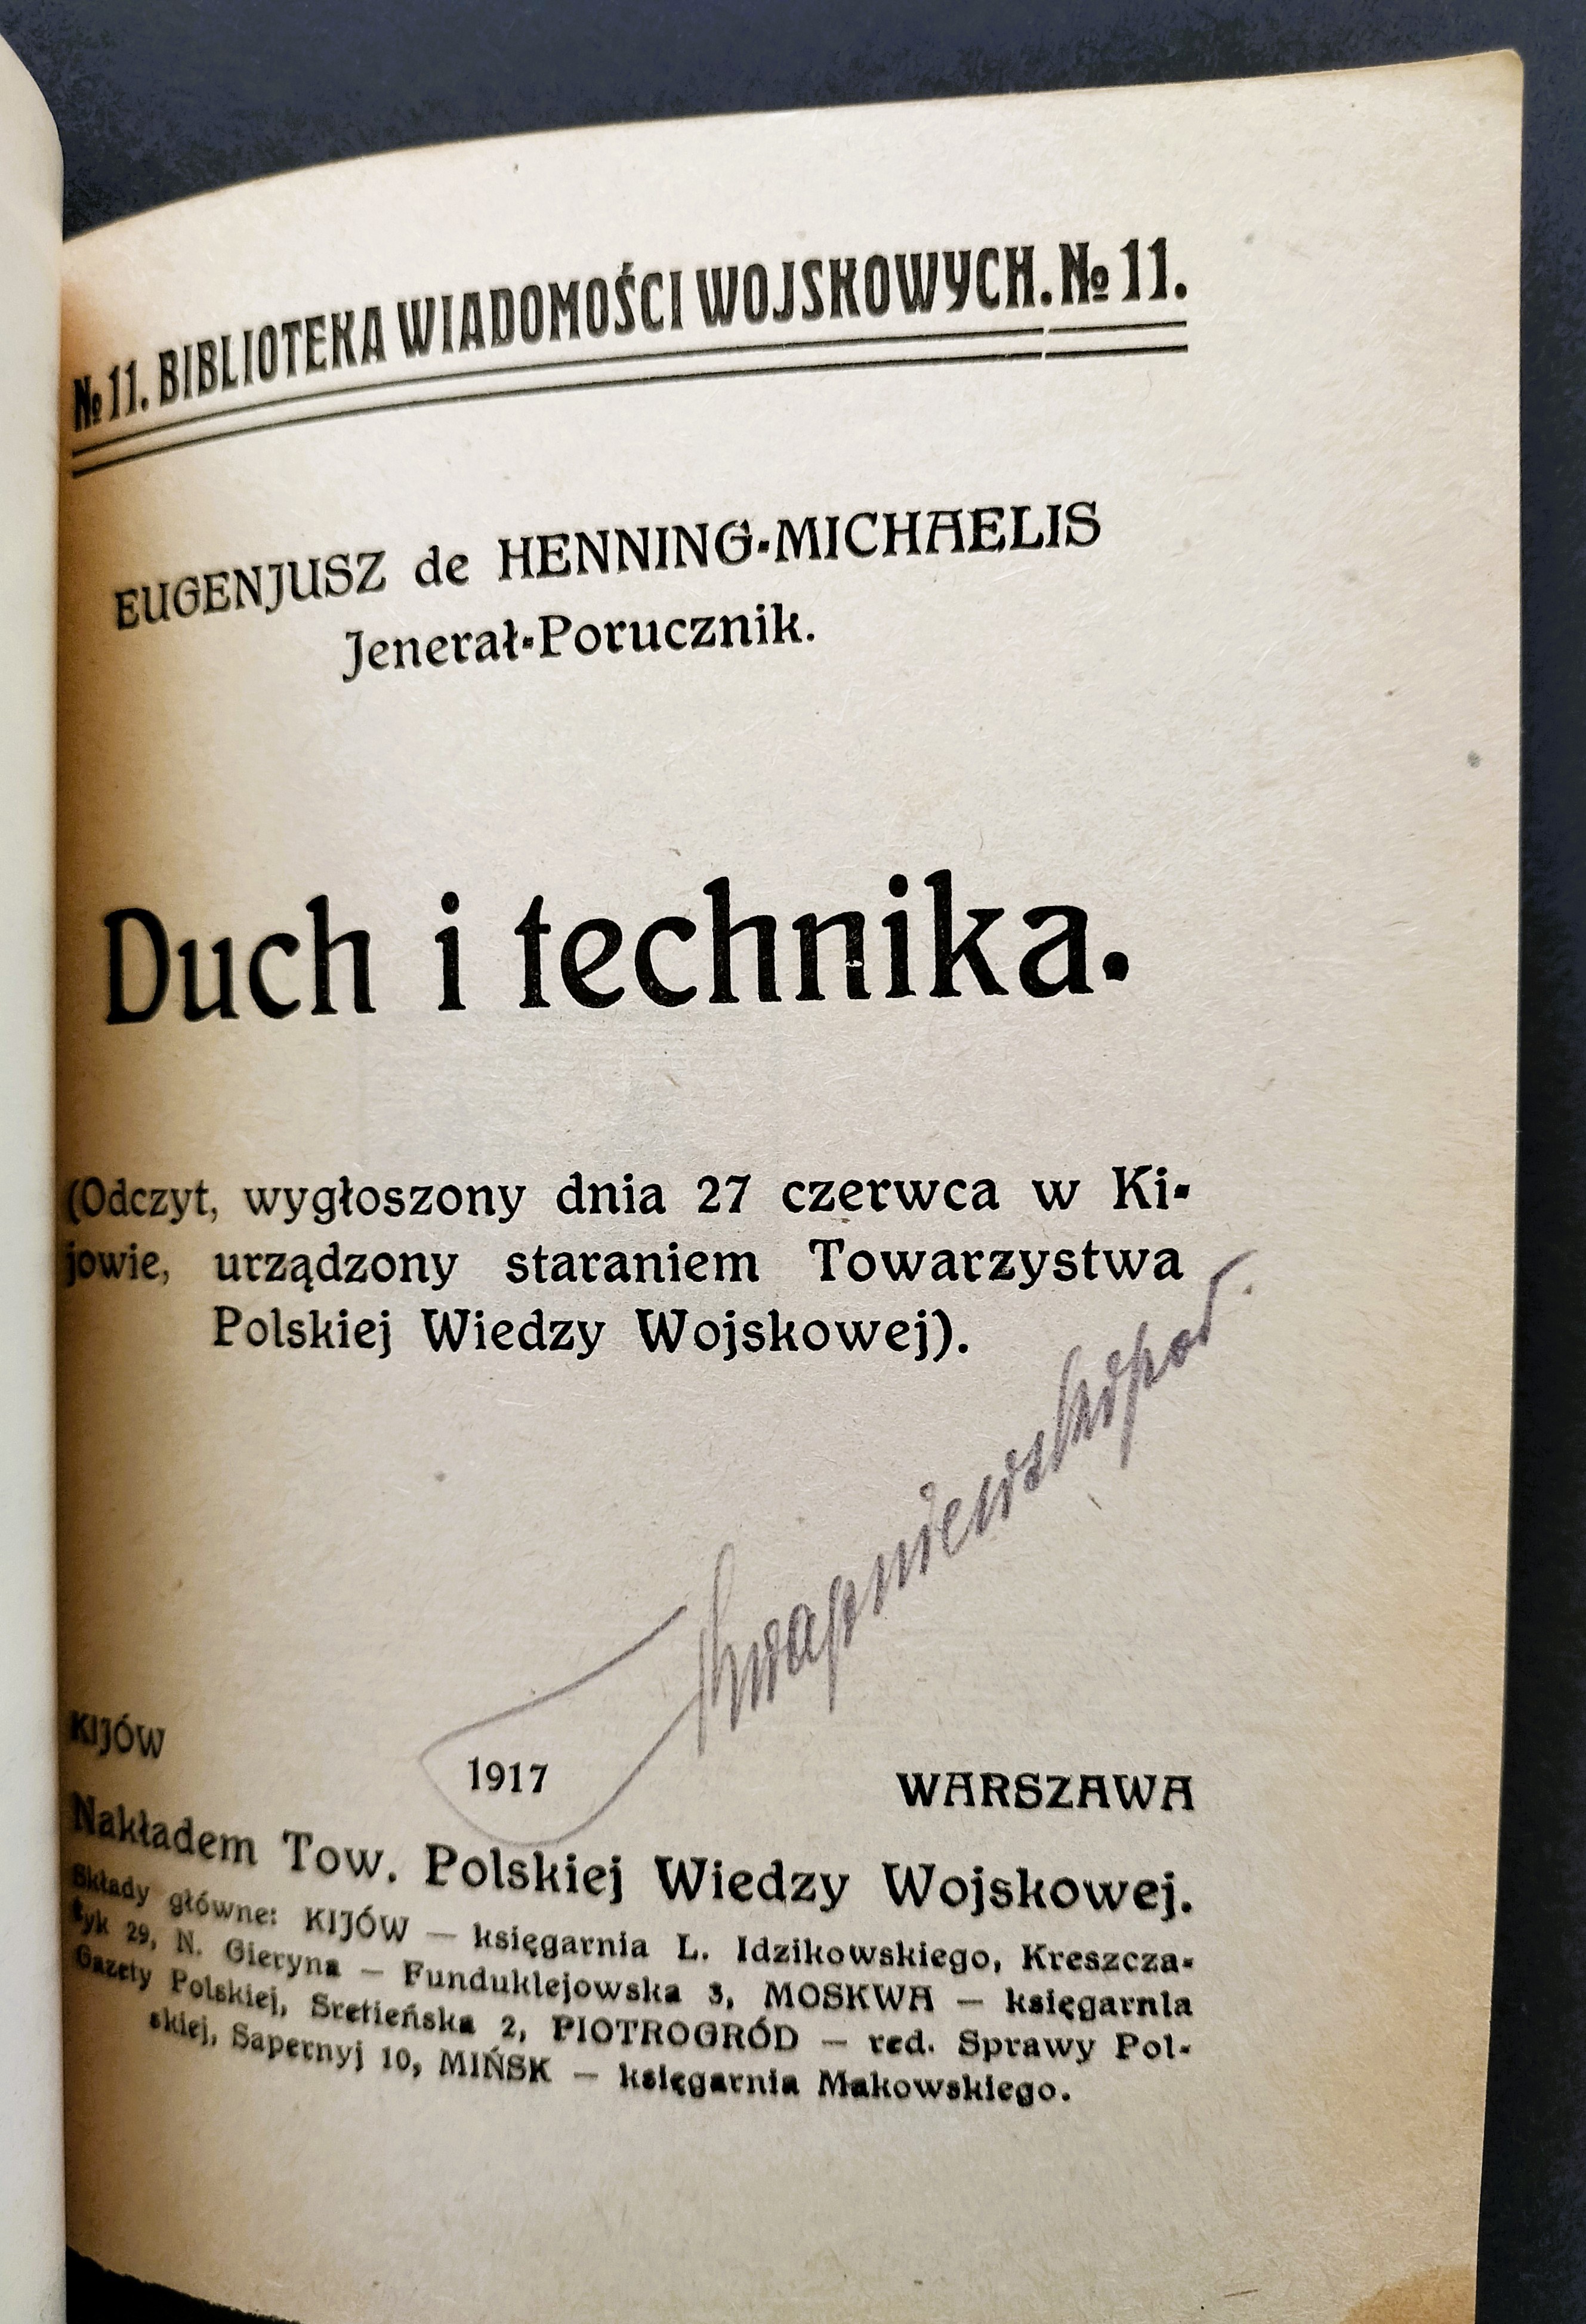 № 11. BIBLIOTEKA WIADOMOŚCI WOJSKOWYCH. № 11.
EUGENJUSZ de HENNING-MICHAELIS
Jenerał-Porucznik.
Duch i technika.
(Odczyt, wygłoszony dnia 27 czerwca w Ki-
jowie, urządzony staraniem Towarzystwa
Polskiej Wiedzy Wojskowej).
KIJÓW 1917 WARSZAWA
Nakładem Tow. Polskiej Wiedzy Wojskowej.
Składy główne: KIJÓW — księgarnia L. Idzikowskiego, Kreszcza-
tyk 29, N. Gieryna — Funduklejowska 3, MOSKWA — księgarnia
Gazety Polskiej, Sretieńska 2, PIOTROGRÓD — red. Sprawy Pol-
skiej, Sapernyj 10, MIŃSK — księgarnia Makowskiego.